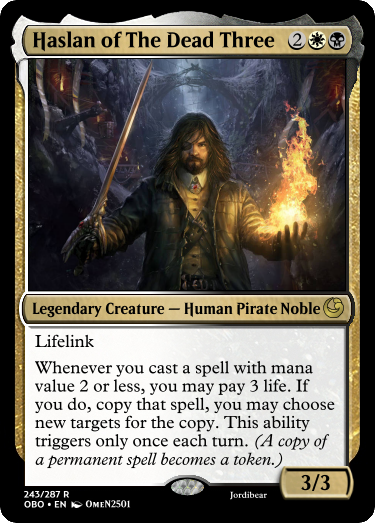 Haslan of The Dead Three 2
Legendary Creature — Human Pirate Noble
Lifelink
Whenever you cast a spell with mana
value 2 or less, you may pay 3 life. If
you do, copy that spell, you may choose
new targets for the copy. This ability
triggers only once each turn. (A copy of
a permanent spell becomes a token.)
3/3
243/287 R
OBO • EN OmeN2501
Jordibear